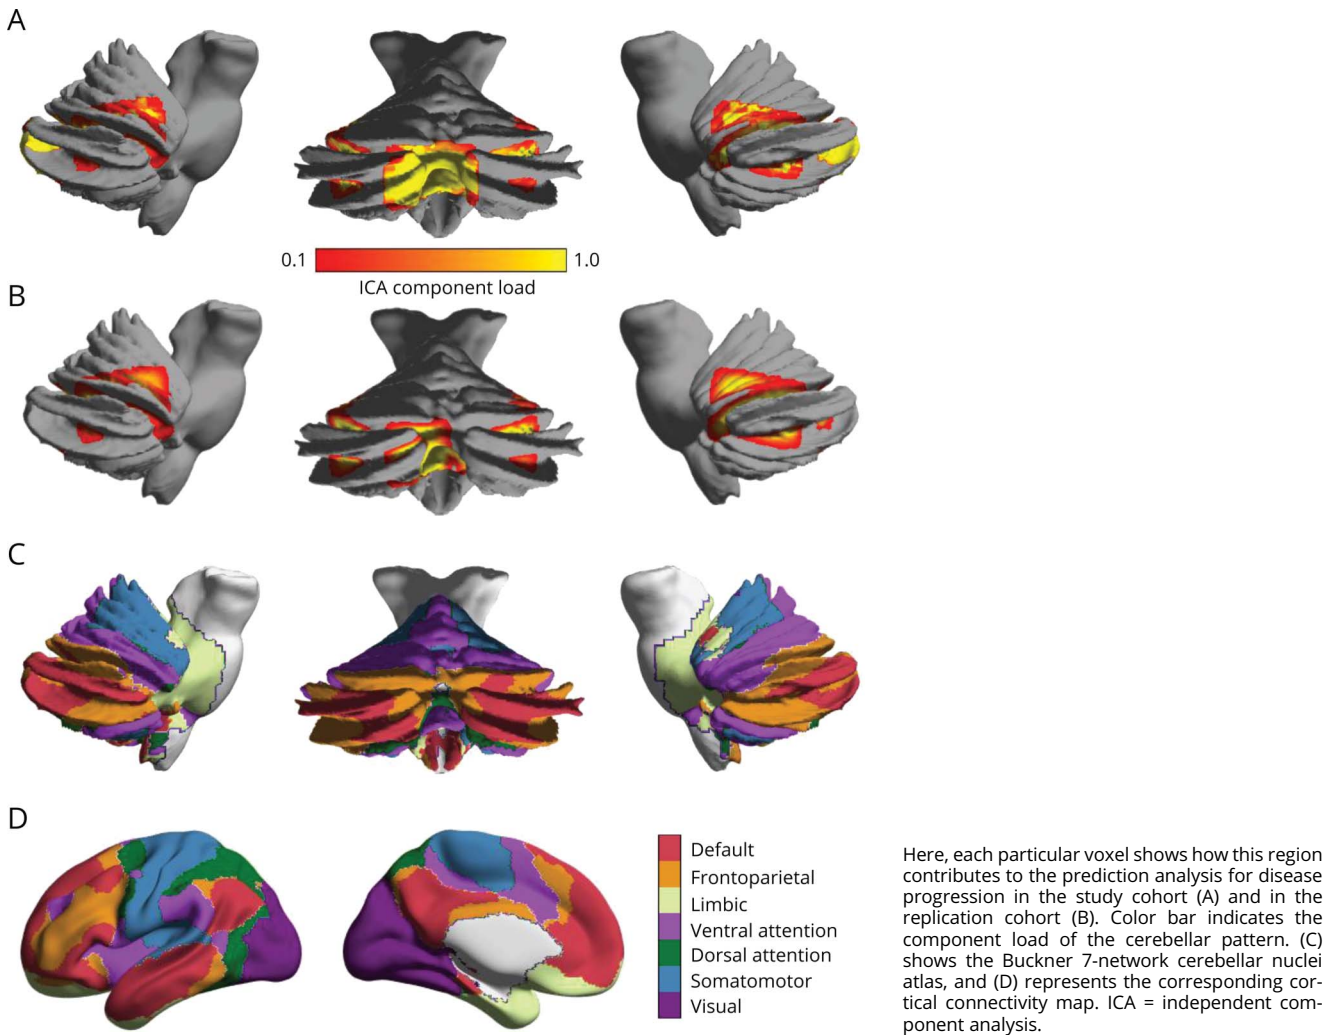 A
0.1
1.0
ICA component load
B
C
D
Default
Frontoparietal
Limbic
Ventral attention
Dorsal attention
Somatomotor
Visual
Here, each particular voxel shows how this region
contributes to the prediction analysis for disease
progression in the study cohort (A) and in the
replication cohort (B). Color bar indicates the
component load of the cerebellar pattern. (C)
shows the Buckner 7-network cerebellar nuclei
atlas, and (D) represents the corresponding cor-
tical connectivity map. ICA = independent com-
ponent analysis.